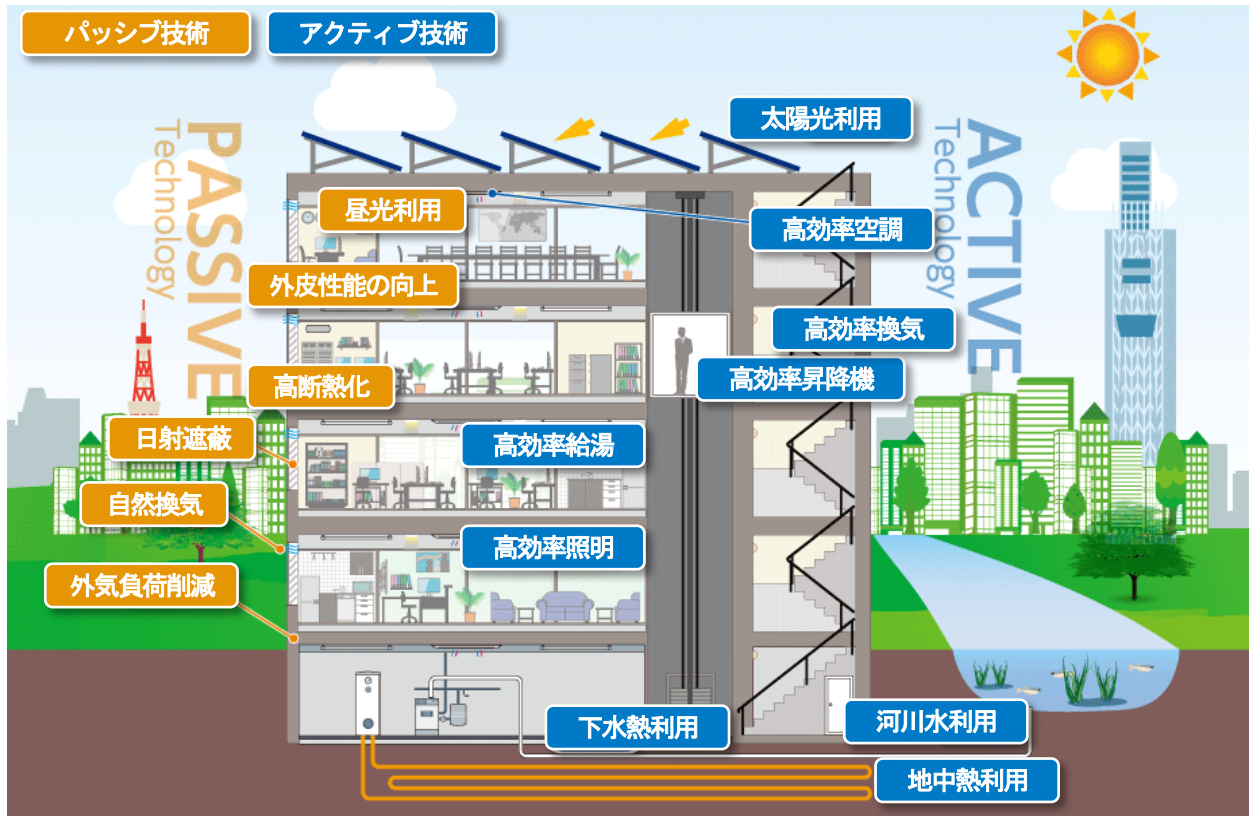 パッシブ技術
アクティブ技術
PASSIVE
Technology
ACTIVE
Technology
太陽光利用
昼光利用
高効率空調
外皮性能の向上
高効率換気
高断熱化
高効率昇降機
日射遮蔽
高効率給湯
自然換気
高効率照明
外気負荷削減
下水熱利用
河川水利用
地中熱利用